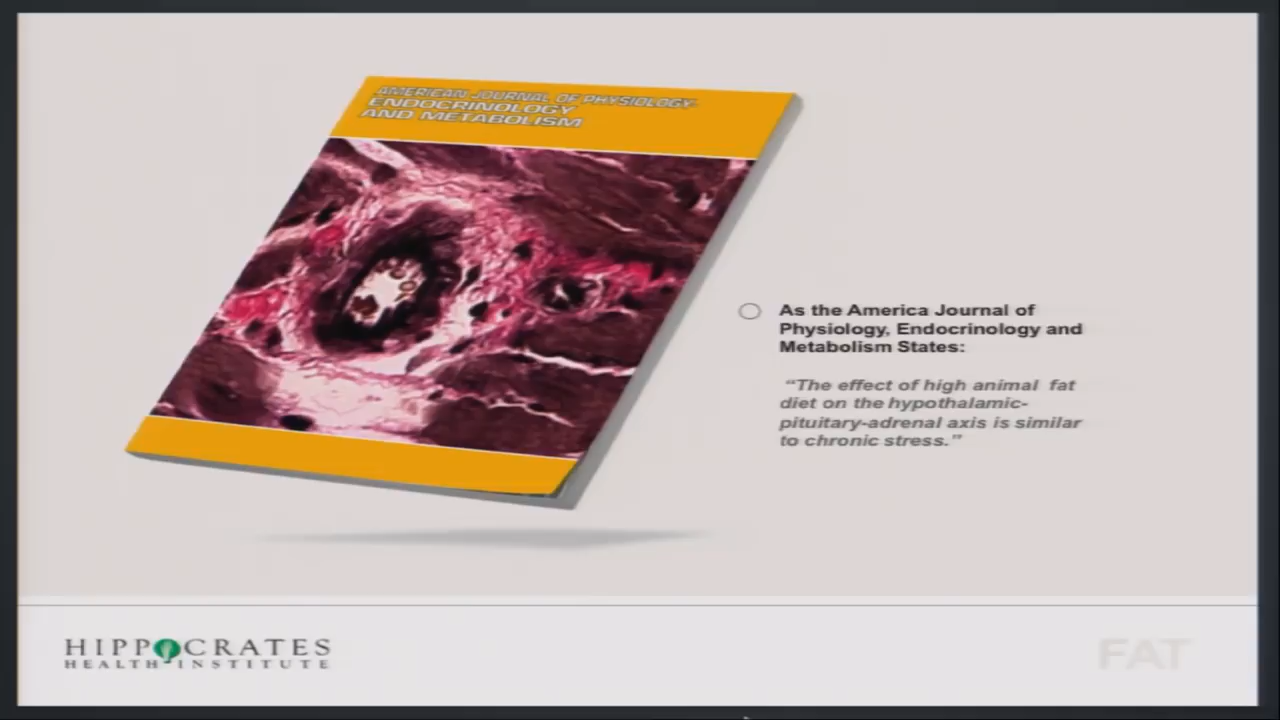 AMERICAN JOURNAL OF PHYSIOLOGY-
ENDOCRINOLOGY
AND METABOLISM
As the America Journal of
Physiology, Endocrinology and
Metabolism States:
“The effect of high animal fat
diet on the hypothalamic-
pituitary-adrenal axis is similar
to chronic stress.”
HIPPOCRATES
HEALTH INSTITUTE
FAT